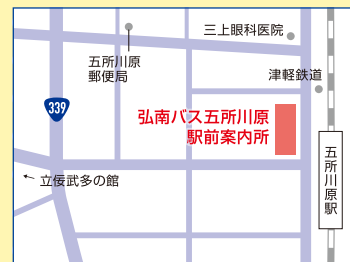 三上眼科医院
五所川原
郵便局
津軽鉄道
339
弘南バス五所川原
駅前案内所
五所川原駅
立佞武多の館